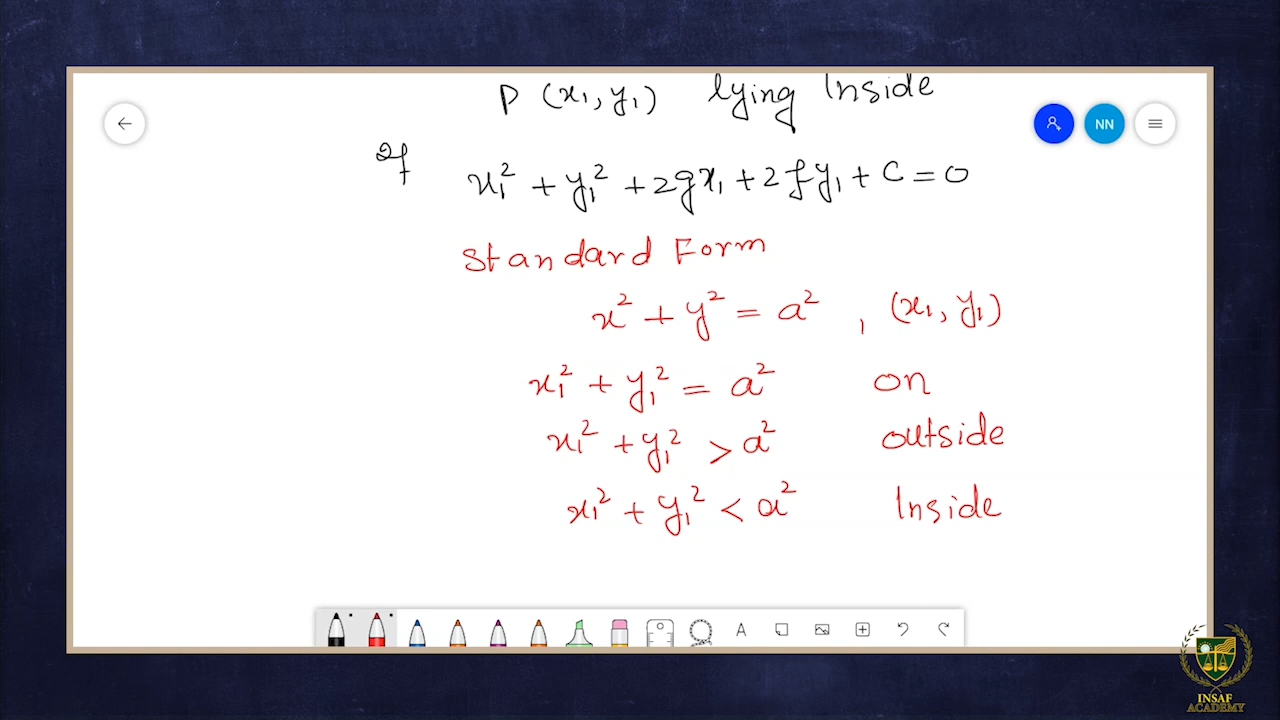 P (x₁, y₁) lying Inside
NN
If
x₁² + y₁² + 2gx₁ + 2fy₁ + C = 0
Standard Form
x² + y² = a² , (x₁, y₁)
x₁² + y₁² = a² on
x₁² + y₁² > a² outside
x₁² + y₁² < a² Inside
A
INSAF
ACADEMY